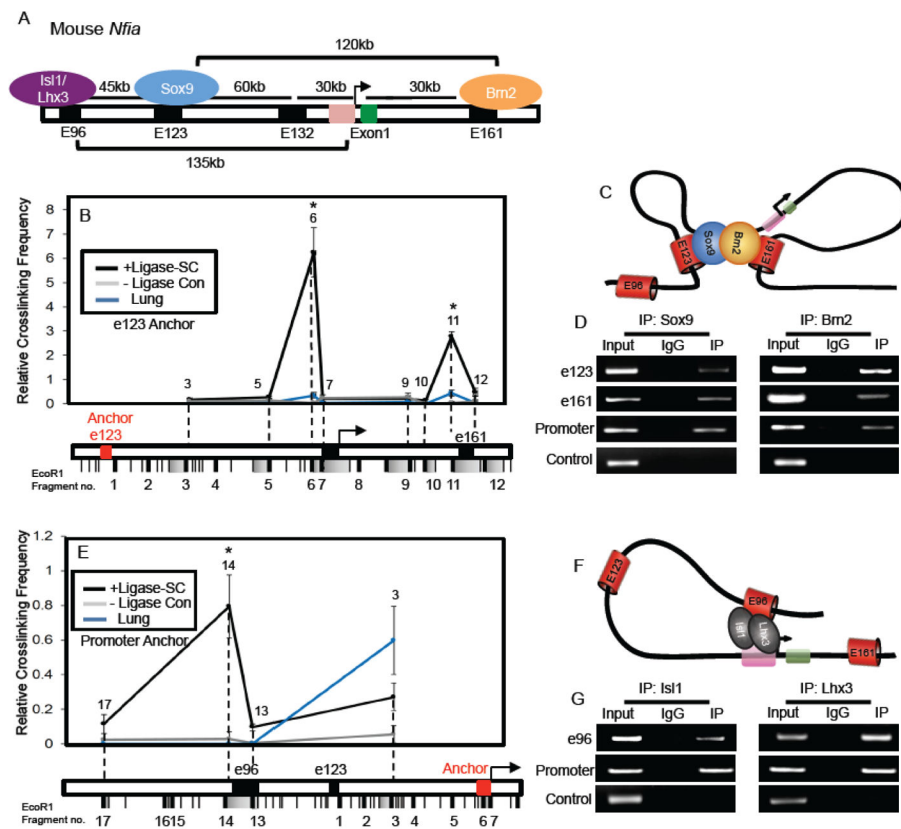 A
Mouse Nfia
120kb
Isl1/
Lhx3
45kb
Sox9
60kb
30kb
30kb
Brn2
E96
E123
E132
Exon1
E161
135kb
B
Relative Crosslinking Frequency
8
7
6
5
4
3
2
1
0
+Ligase-SC
- Ligase Con
Lung
e123 Anchor
*
6
*
11
3
5
7
9
10
12
Anchor
e123
e161
EcoR1
Fragment no.
1 2 3 4 5 6 7 8 9 10 11 12
C
E123
Sox9
Brn2
E161
E96
D
IP: Sox9
IP: Brn2
Input IgG IP
Input IgG IP
e123
e161
Promoter
Control
E
Relative Crosslinking Frequency
1.2
1
0.8
0.6
0.4
0.2
0
+Ligase-SC
- Ligase Con
Lung
Promoter Anchor
*
14
3
17
13
e96
e123
Anchor
EcoR1
Fragment no.
17 1615 14 13 1 2 3 4 5 6 7
F
E123
E96
Isl1
Lhx3
E161
G
IP: Isl1
IP: Lhx3
Input IgG IP
Input IgG IP
e96
Promoter
Control